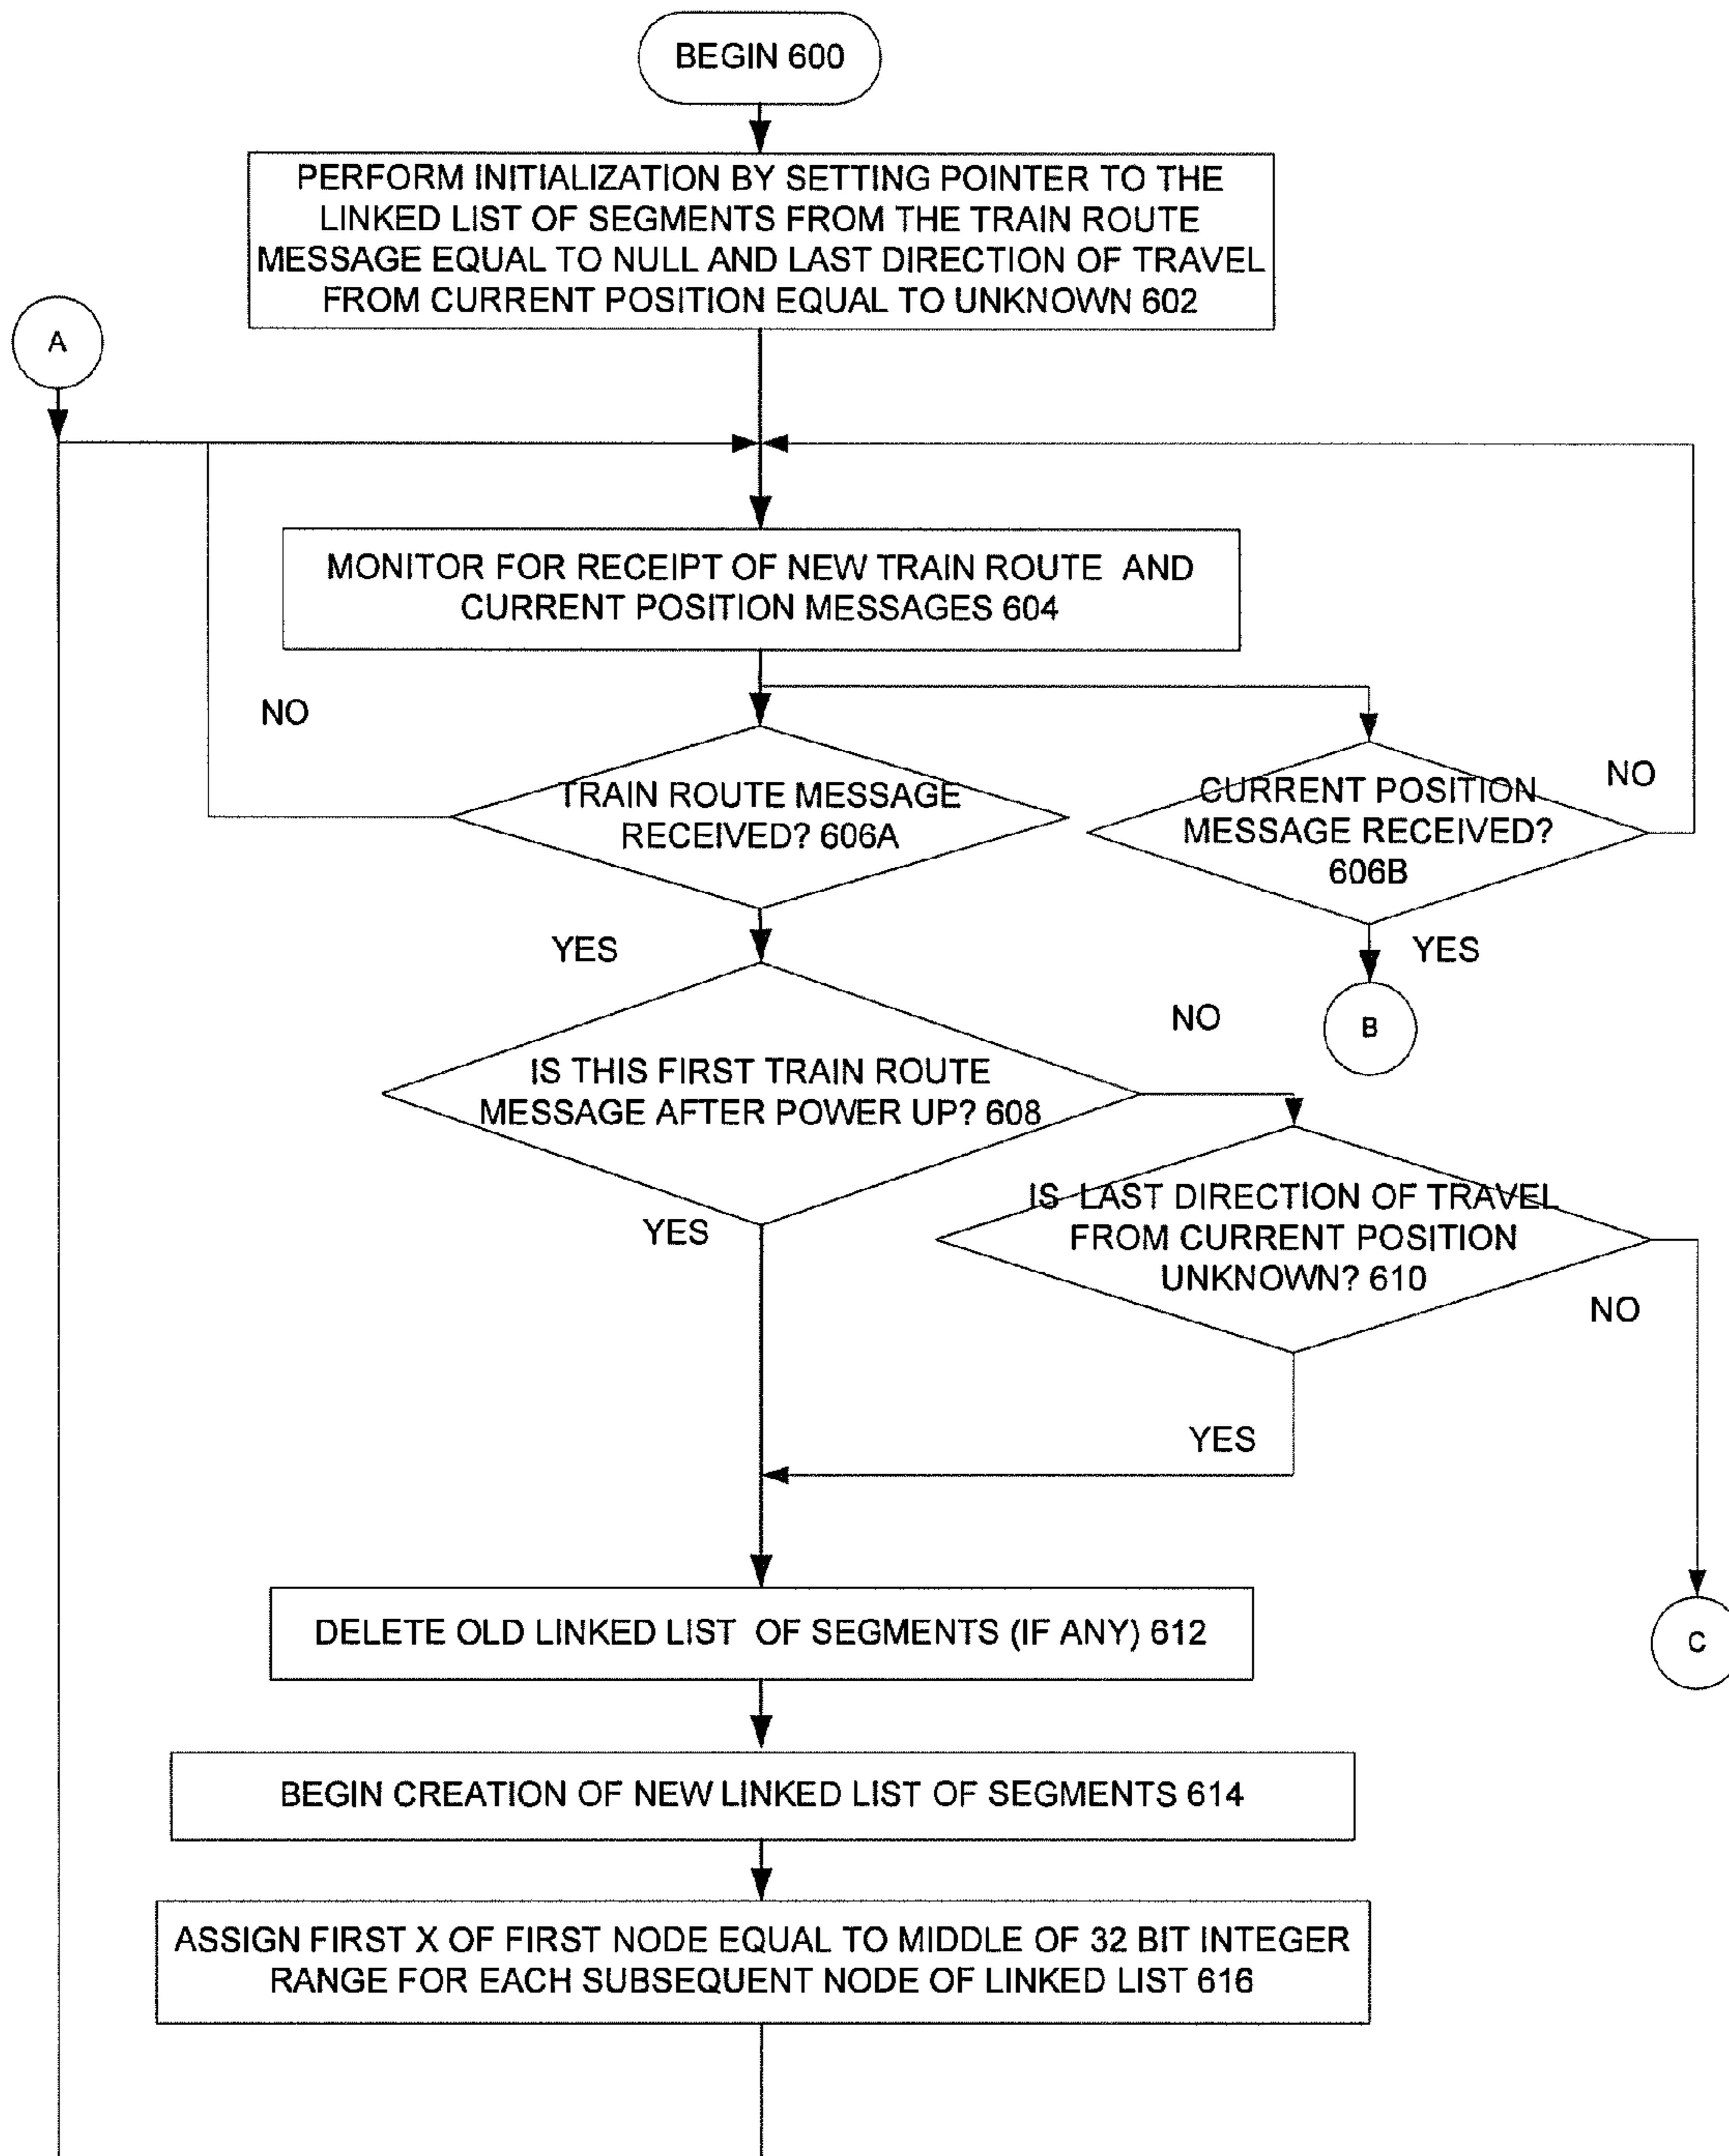 BEGIN 600
PERFORM INITIALIZATION BY SETTING POINTER TO THE
LINKED LIST OF SEGMENTS FROM THE TRAIN ROUTE
MESSAGE EQUAL TO NULL AND LAST DIRECTION OF TRAVEL
FROM CURRENT POSITION EQUAL TO UNKNOWN 602
A
MONITOR FOR RECEIPT OF NEW TRAIN ROUTE AND
CURRENT POSITION MESSAGES 604
NO
TRAIN ROUTE MESSAGE
RECEIVED? 606A
CURRENT POSITION
MESSAGE RECEIVED?
606B
NO
YES
YES
B
IS THIS FIRST TRAIN ROUTE
MESSAGE AFTER POWER UP? 608
NO
YES
IS LAST DIRECTION OF TRAVEL
FROM CURRENT POSITION
UNKNOWN? 610
NO
YES
C
DELETE OLD LINKED LIST OF SEGMENTS (IF ANY) 612
BEGIN CREATION OF NEW LINKED LIST OF SEGMENTS 614
ASSIGN FIRST X OF FIRST NODE EQUAL TO MIDDLE OF 32 BIT INTEGER
RANGE FOR EACH SUBSEQUENT NODE OF LINKED LIST 616